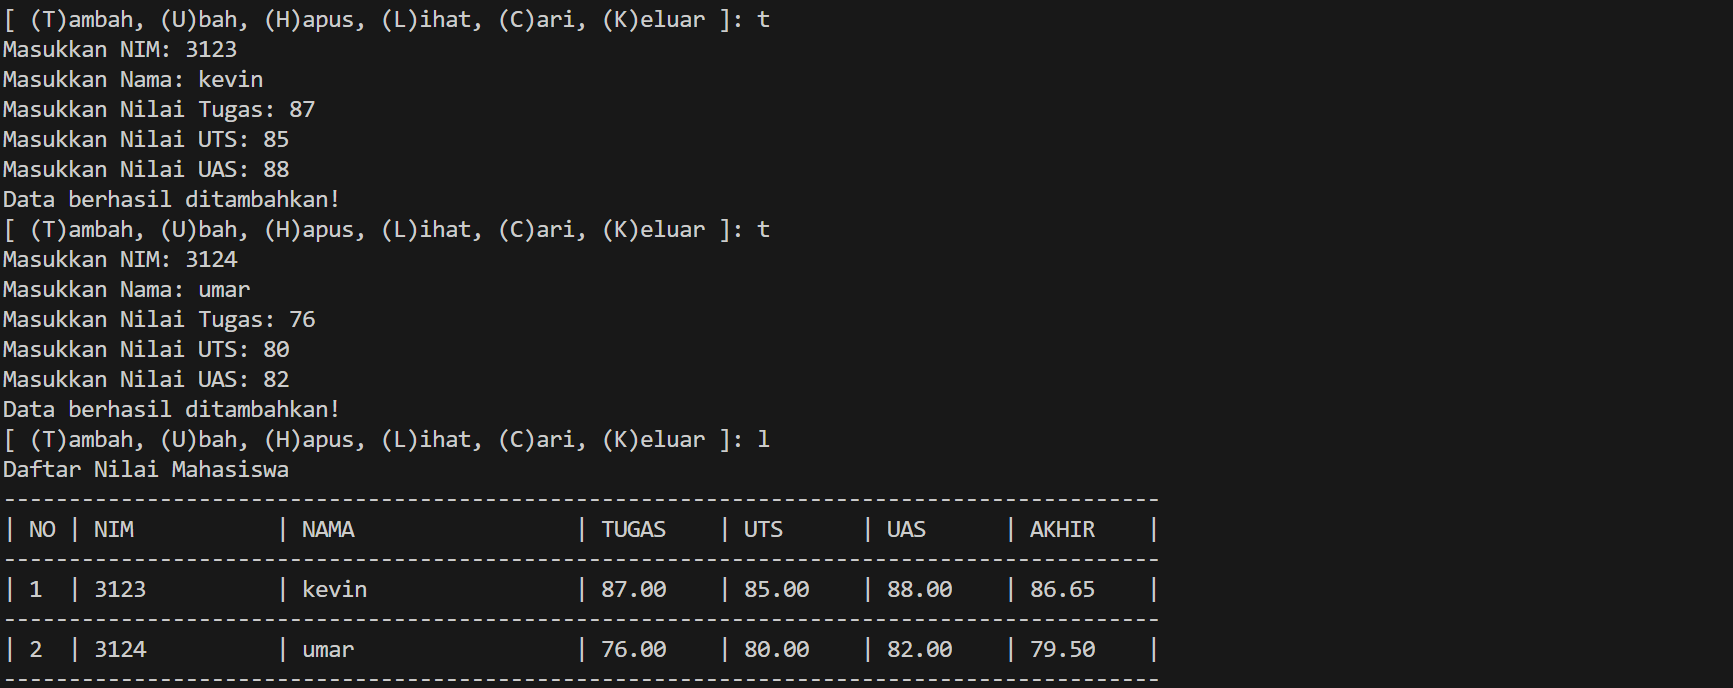 [ (T)ambah, (U)bah, (H)apus, (L)ihat, (C)ari, (K)eluar ]: t
Masukkan NIM: 3123
Masukkan Nama: kevin
Masukkan Nilai Tugas: 87
Masukkan Nilai UTS: 85
Masukkan Nilai UAS: 88
Data berhasil ditambahkan!
[ (T)ambah, (U)bah, (H)apus, (L)ihat, (C)ari, (K)eluar ]: t
Masukkan NIM: 3124
Masukkan Nama: umar
Masukkan Nilai Tugas: 76
Masukkan Nilai UTS: 80
Masukkan Nilai UAS: 82
Data berhasil ditambahkan!
[ (T)ambah, (U)bah, (H)apus, (L)ihat, (C)ari, (K)eluar ]: l
Daftar Nilai Mahasiswa
-----------------------------------------------------------------------------------------
| NO | NIM           | NAMA                 | TUGAS    | UTS      | UAS      | AKHIR    |
-----------------------------------------------------------------------------------------
| 1  | 3123          | kevin                | 87.00    | 85.00    | 88.00    | 86.65    |
-----------------------------------------------------------------------------------------
| 2  | 3124          | umar                 | 76.00    | 80.00    | 82.00    | 79.50    |
-----------------------------------------------------------------------------------------